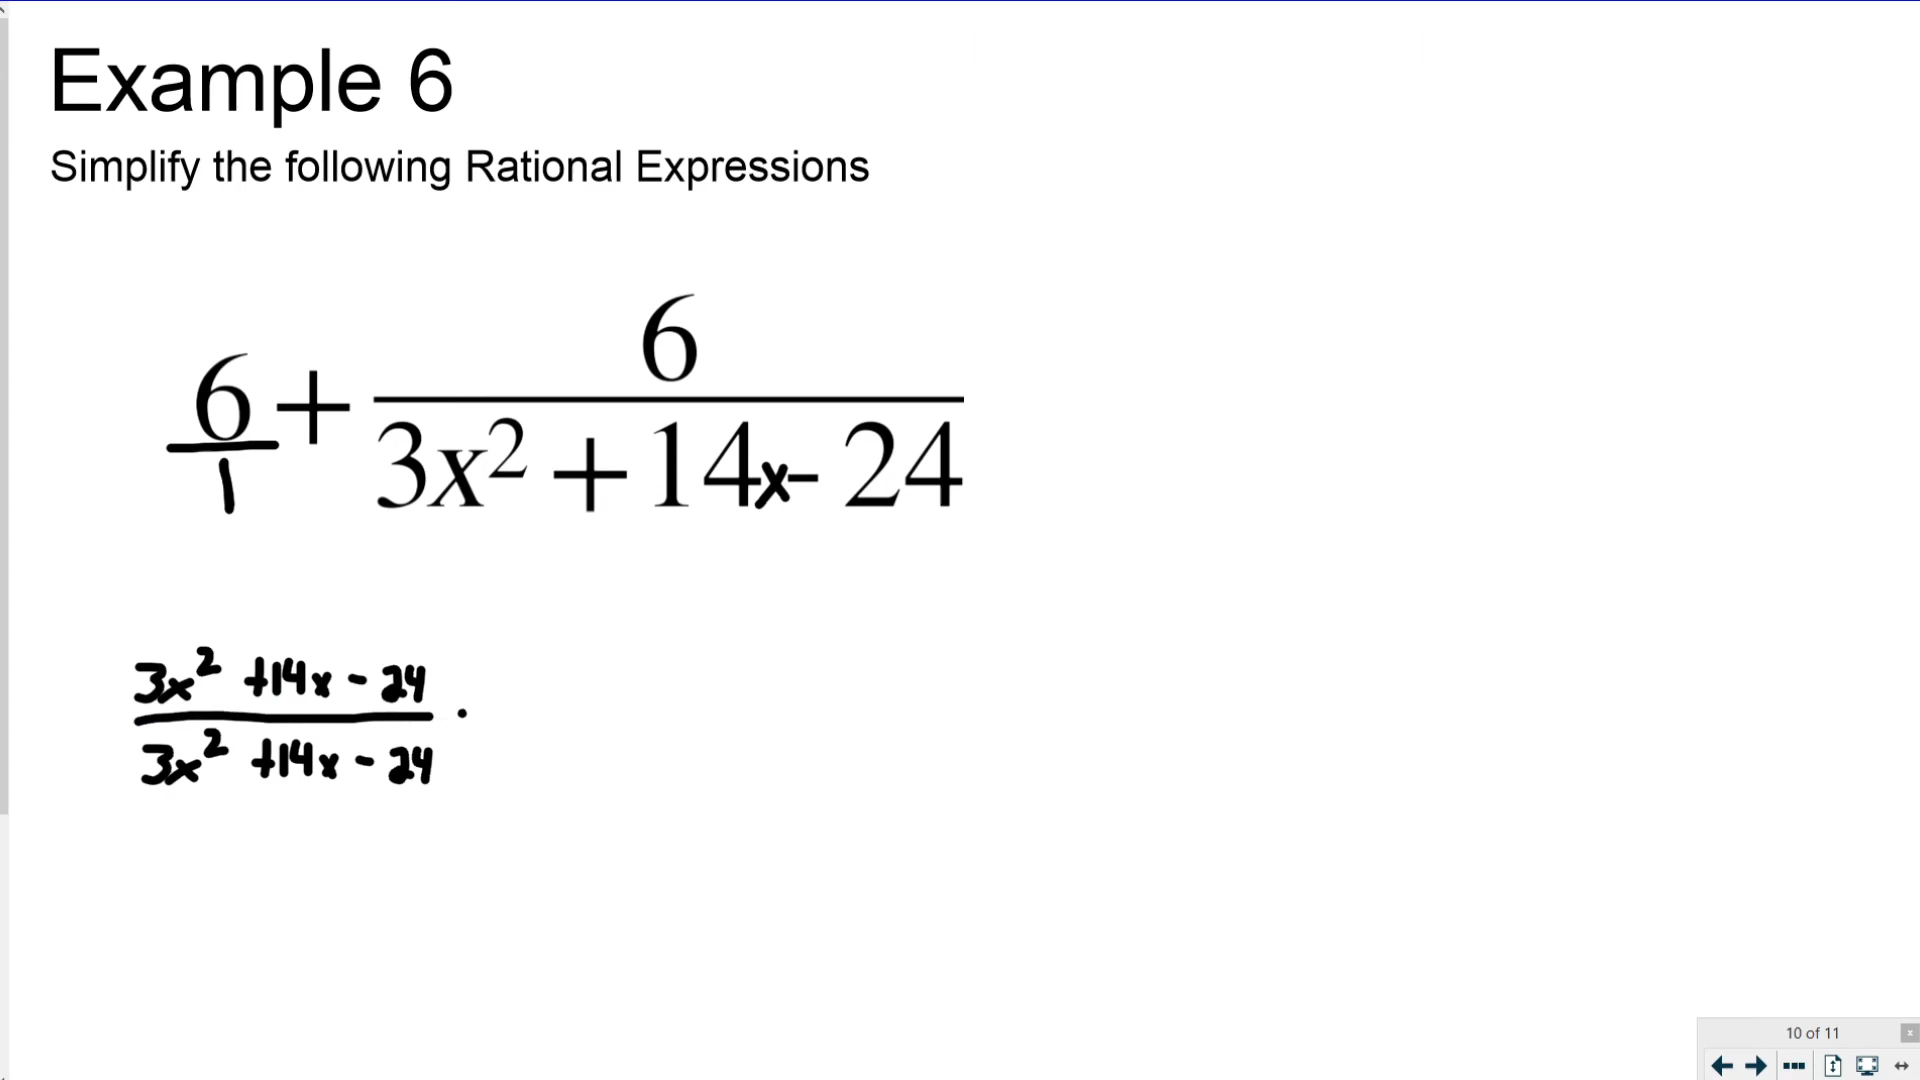 Example 6
Simplify the following Rational Expressions
6/1 + 6/(3x² + 14x - 24)
3x² + 14x - 24
3x² + 14x - 24 ·
10 of 11
x